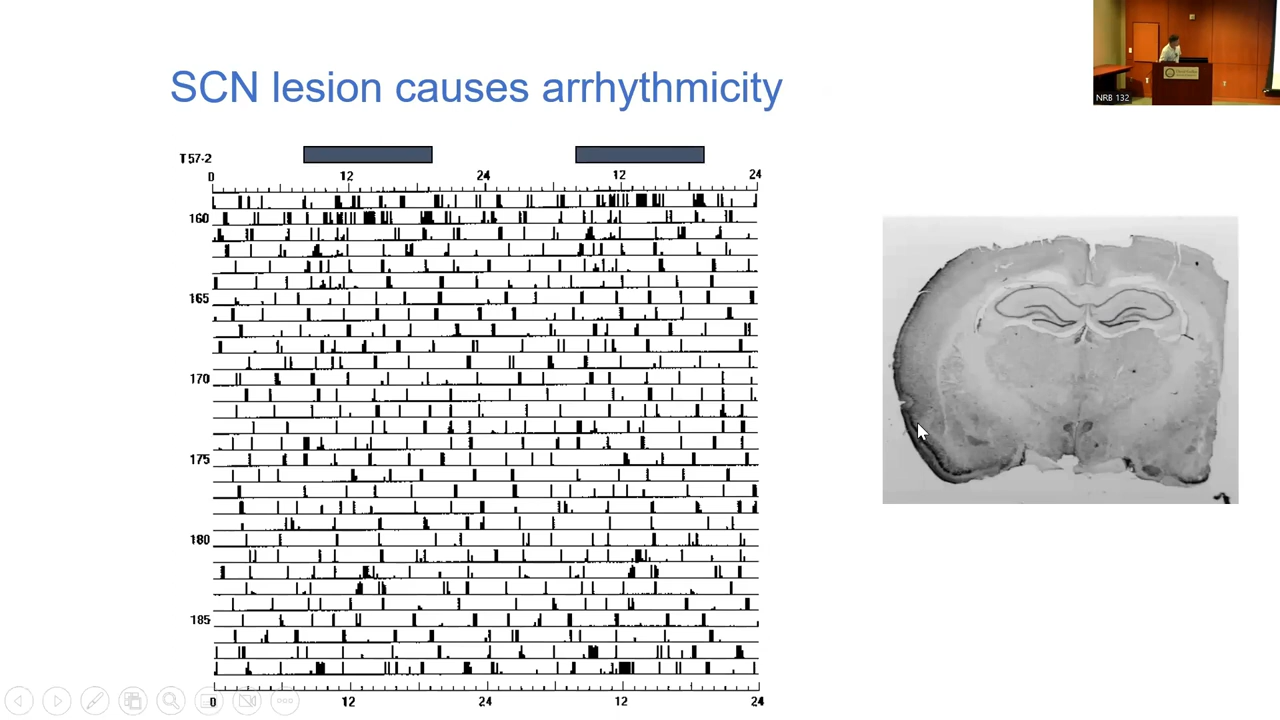 NRB 132
SCN lesion causes arrhythmicity
T57-2
0 12 24 12 24
160
165
170
175
180
185
0 12 24 12 24